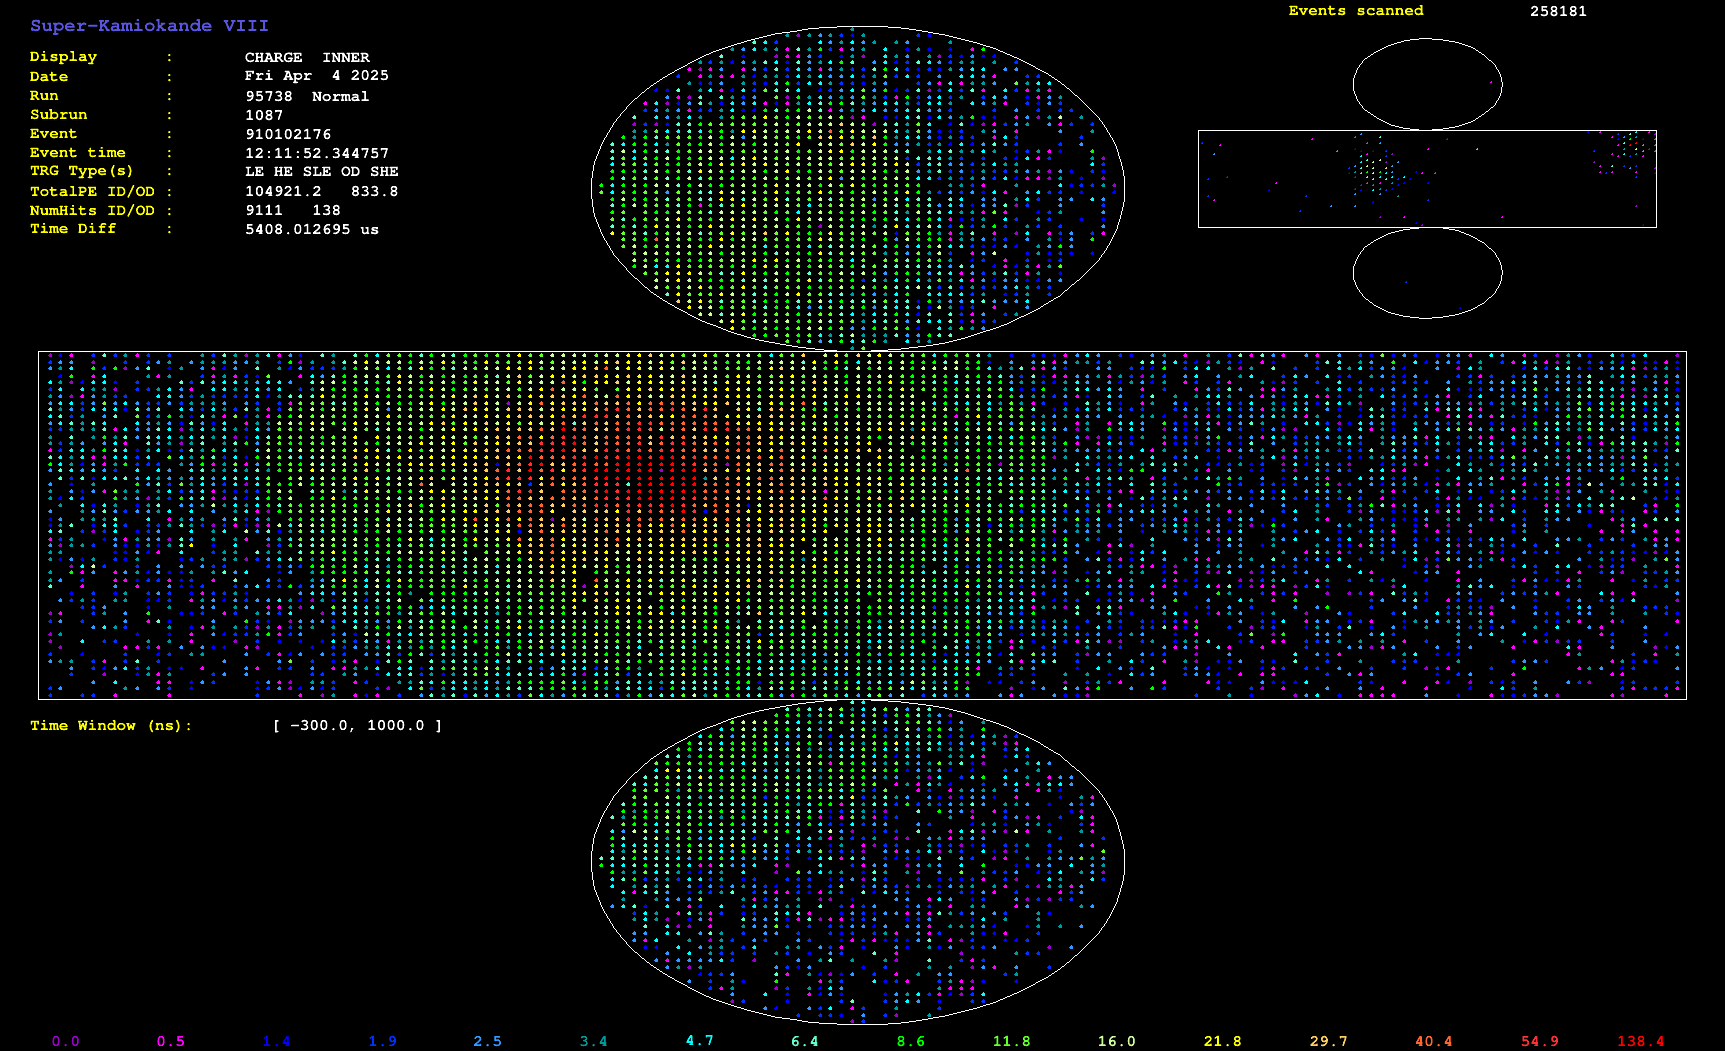 Super-Kamiokande VIII
Events scanned 258181
Display : CHARGE INNER
Date : Fri Apr 4 2025
Run : 95738 Normal
Subrun : 1087
Event : 910102176
Event time : 12:11:52.344757
TRG Type(s) : LE HE SLE OD SHE
TotalPE ID/OD : 104921.2 833.8
NumHits ID/OD : 9111 138
Time Diff : 5408.012695 us
Time Window (ns): [ -300.0, 1000.0 ]
0.0 0.5 1.4 1.9 2.5 3.4 4.7 6.4 8.6 11.8 16.0 21.8 29.7 40.4 54.9 138.4